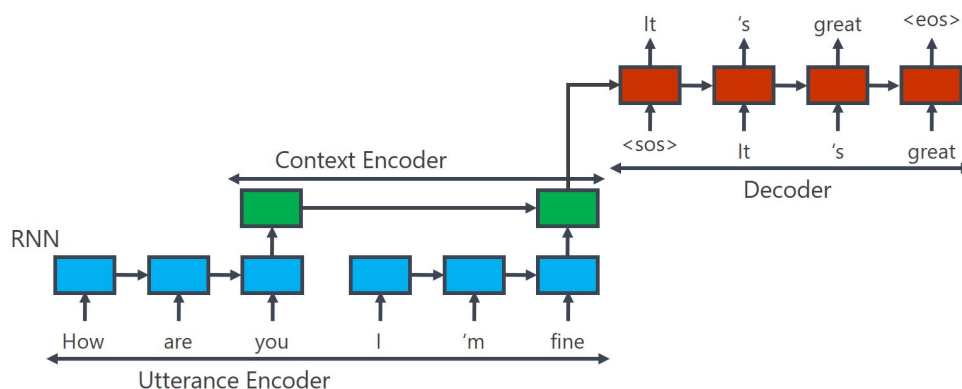 It 's great <eos>
<sos> It 's great
Decoder
Context Encoder
RNN
How are you I 'm fine
Utterance Encoder